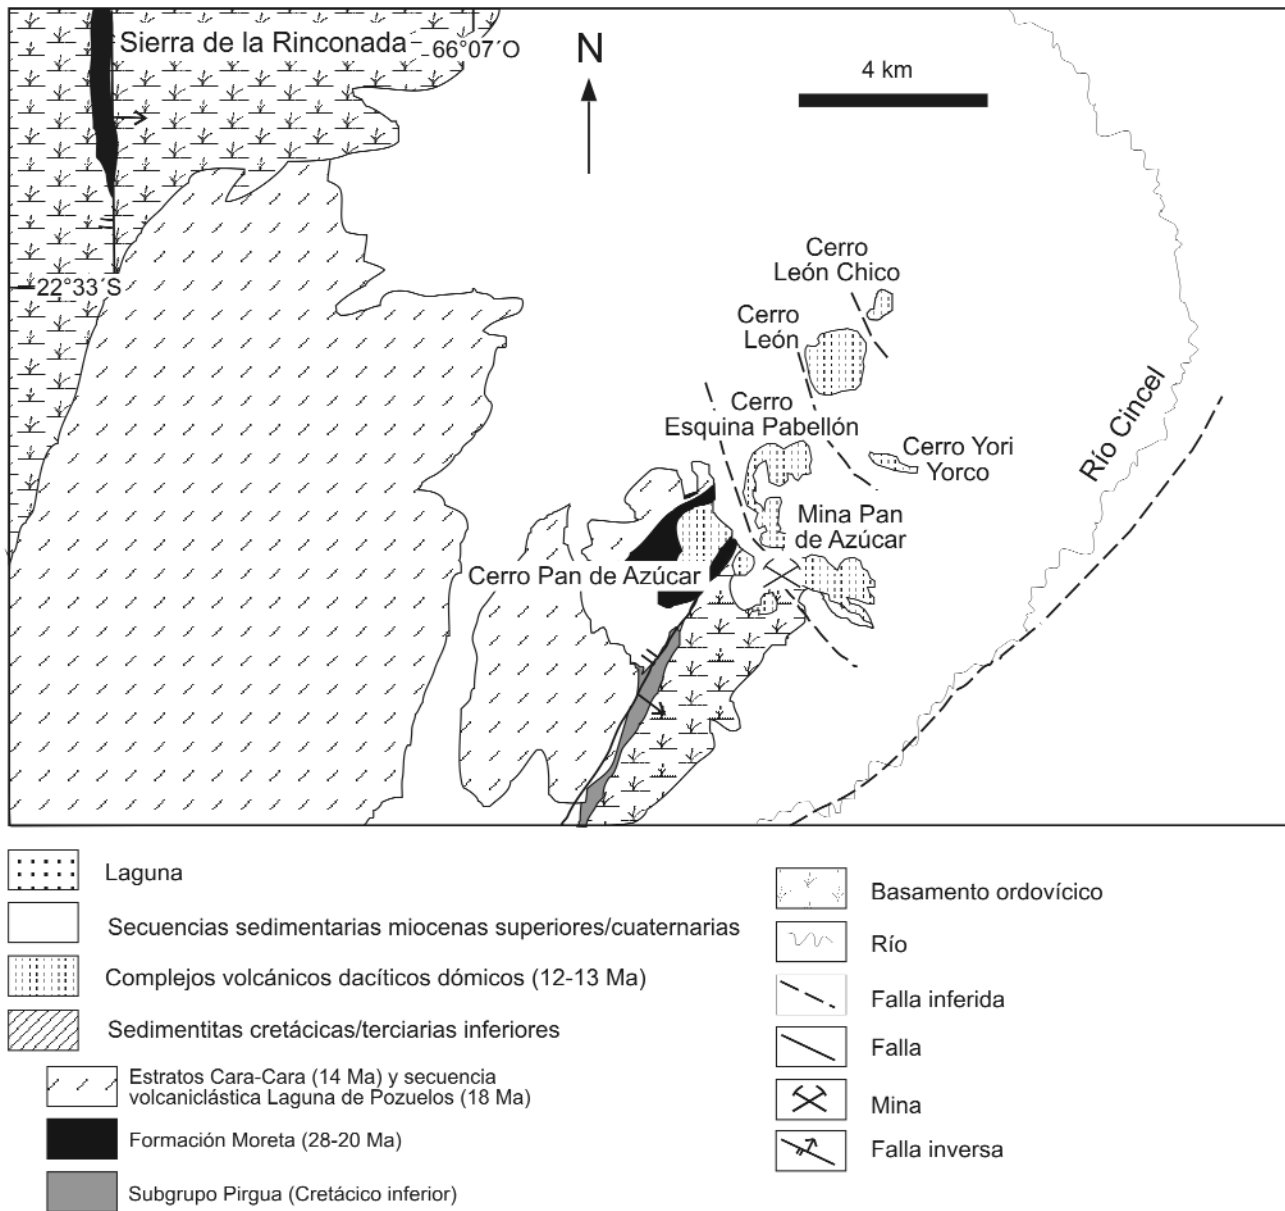 Sierra de la Rinconada
66°07´O
N
4 km
22°33´S
Cerro
León Chico
Cerro
León
Cerro
Esquina Pabellón
Cerro Yori
Yorco
Río Cincel
Mina Pan
de Azúcar
Cerro Pan de Azúcar
Laguna
Secuencias sedimentarias miocenas superiores/cuaternarias
Complejos volcánicos dacíticos dómicos (12-13 Ma)
Sedimentitas cretácicas/terciarias inferiores
Estratos Cara-Cara (14 Ma) y secuencia
volcaniclástica Laguna de Pozuelos (18 Ma)
Formación Moreta (28-20 Ma)
Subgrupo Pirgua (Cretácico inferior)
Basamento ordovícico
Río
Falla inferida
Falla
Mina
Falla inversa